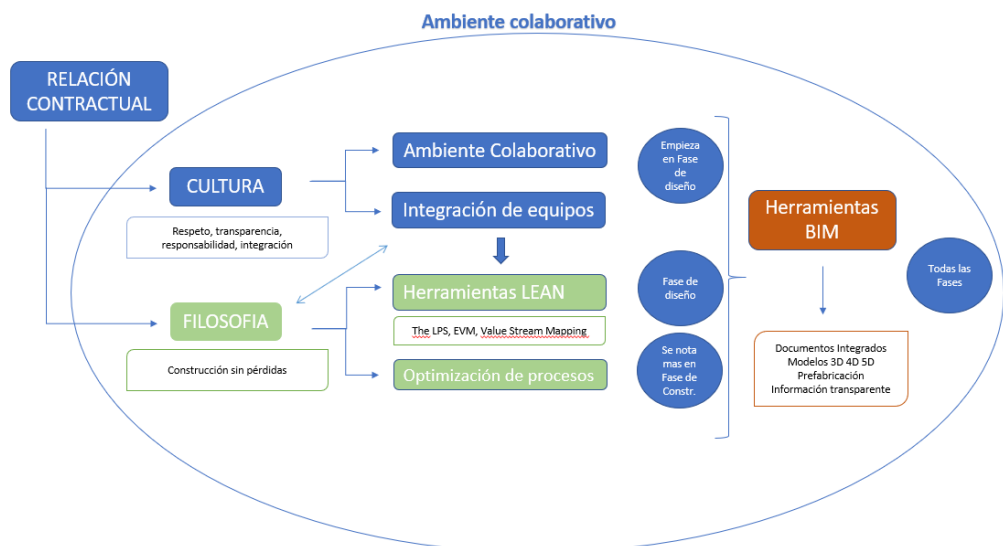 Ambiente colaborativo
RELACIÓN
CONTRACTUAL
CULTURA
Respeto, transparencia,
responsabilidad, integración
FILOSOFIA
Construcción sin pérdidas
Ambiente Colaborativo
Integración de equipos
Herramientas LEAN
The LPS, EVM, Value Stream Mapping
Optimización de procesos
Empieza
en Fase
de
diseño
Fase de
diseño
Se nota
mas en
Fase de
Constr.
Herramientas
BIM
Documentos Integrados
Modelos 3D 4D 5D
Prefabricación
Información transparente
Todas las
Fases